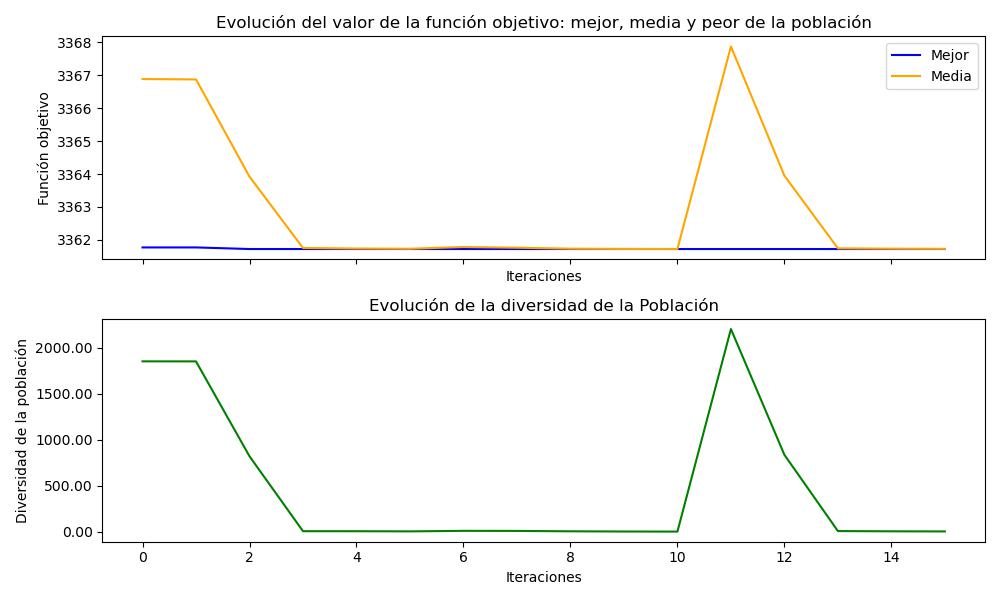 Evolución del valor de la función objetivo: mejor, media y peor de la población
3368
3367
3366
3365
3364
3363
3362
Función objetivo
Mejor
Media
Iteraciones
Evolución de la diversidad de la Población
2000.00
1500.00
1000.00
500.00
0.00
Diversidad de la población
0 2 4 6 8 10 12 14
Iteraciones